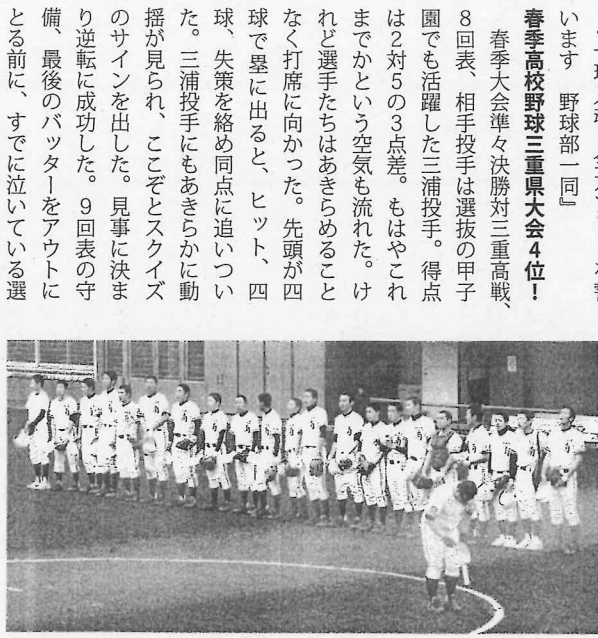 います　野球部一同』
春季高校野球三重県大会4位！
春季大会準々決勝対三重高戦、
8回表、相手投手は選抜の甲子
園でも活躍した三浦投手。得点
は2対5の3点差。もはやこれ
までかという空気も流れた。け
れど選手たちはあきらめること
なく打席に向かった。先頭が四
球で塁に出ると、ヒット、四
球、失策を絡め同点に追いつい
た。三浦投手にもあきらかに動
揺が見られ、ここぞとスクイズ
のサインを出した。見事に決ま
り逆転に成功した。9回表の守
備、最後のバッターをアウトに
とる前に、すでに泣いている選